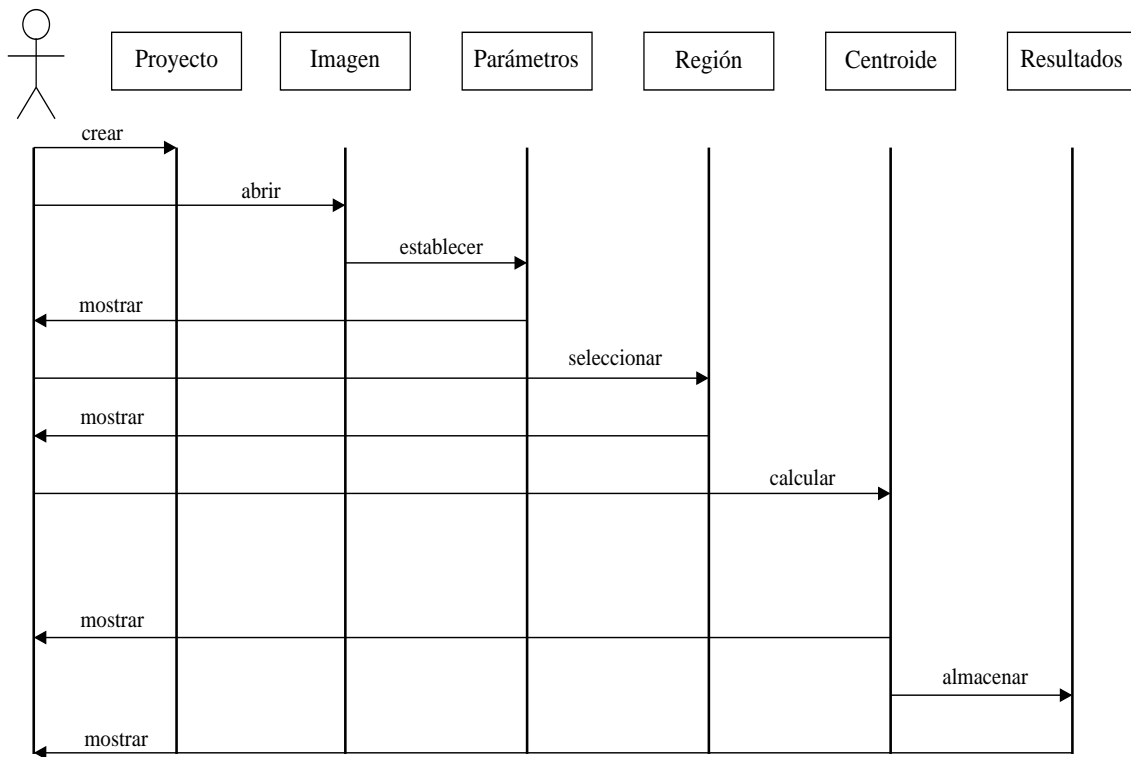 Proyecto
Imagen
Parámetros
Región
Centroide
Resultados
crear
abrir
establecer
mostrar
seleccionar
mostrar
calcular
mostrar
almacenar
mostrar